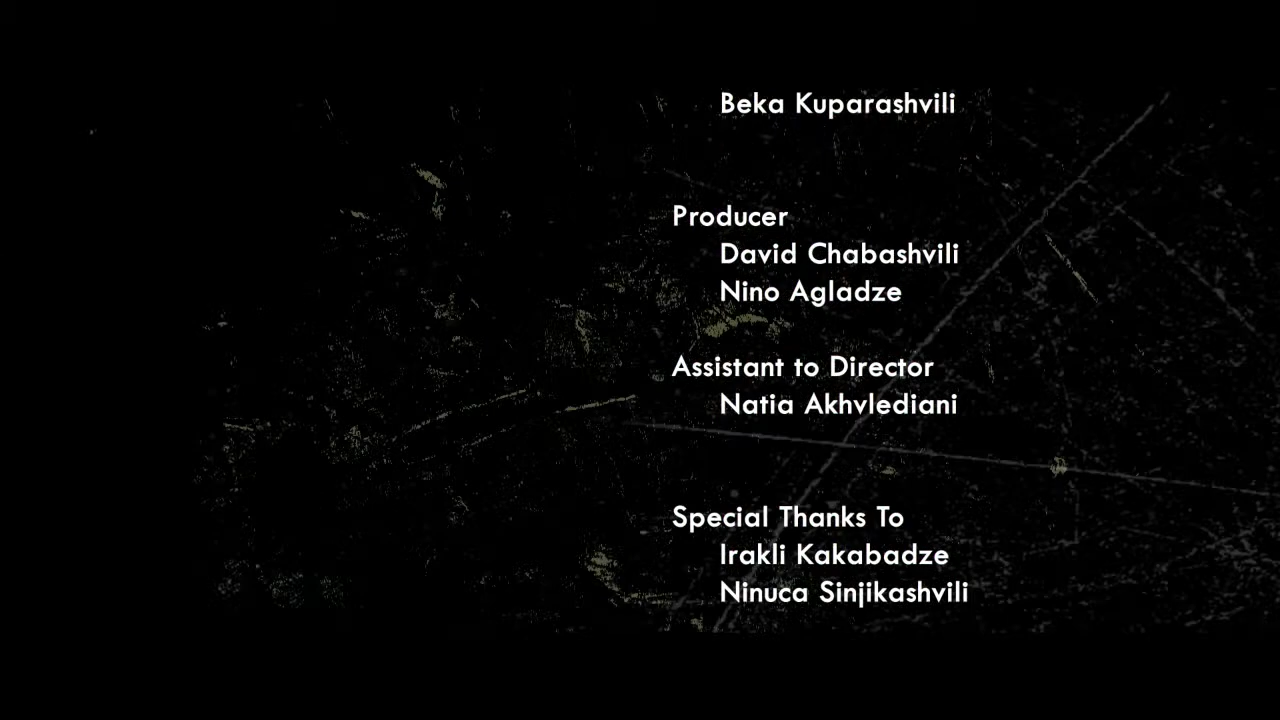 Beka Kuparashvili
Producer
David Chabashvili
Nino Agladze
Assistant to Director
Natia Akhvlediani
Special Thanks To
Irakli Kakabadze
Ninuca Sinjikashvili